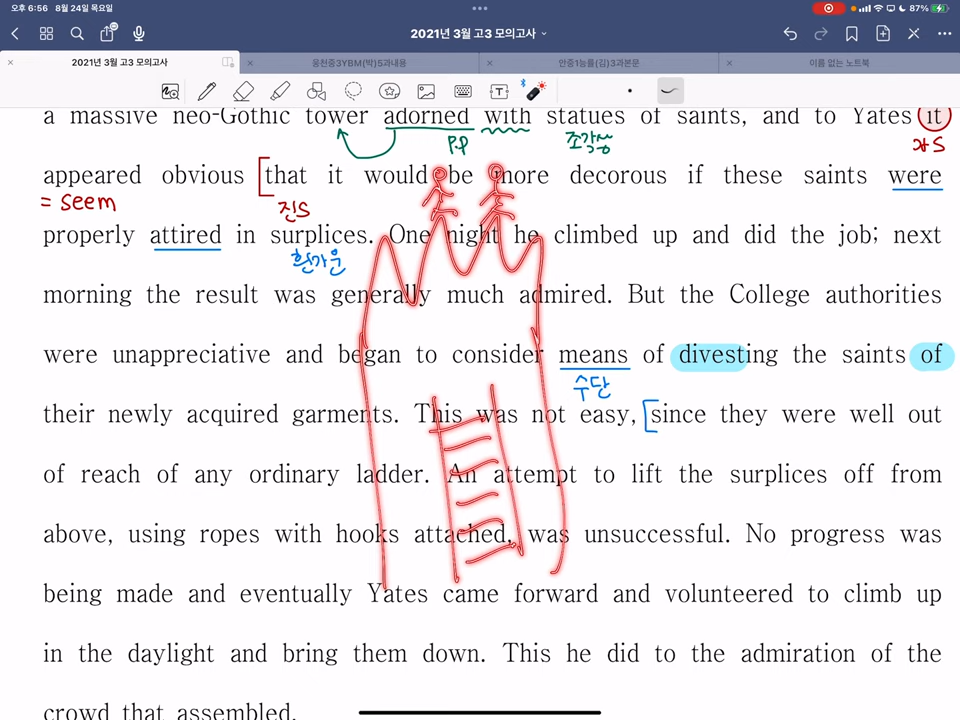 오후 6:56 8월 24일 목요일
87%
2021년 3월 고3 모의고사
2021년 3월 고3 모의고사
웅천중3YBM(박)5과내용
안중1능률(김)3과본문
이름 없는 노트북
a massive neo-Gothic tower adorned with statues of saints, and to Yates it
P.P
조각상
가S
appeared obvious [that it would be more decorous if these saints were
= seem
진S
properly attired in surplices. One night he climbed up and did the job; next
흰가운
morning the result was generally much admired. But the College authorities
were unappreciative and began to consider means of divesting the saints of
수단
their newly acquired garments. This was not easy, [since they were well out
of reach of any ordinary ladder. An attempt to lift the surplices off from
above, using ropes with hooks attached, was unsuccessful. No progress was
being made and eventually Yates came forward and volunteered to climb up
in the daylight and bring them down. This he did to the admiration of the
crowd that assembled.